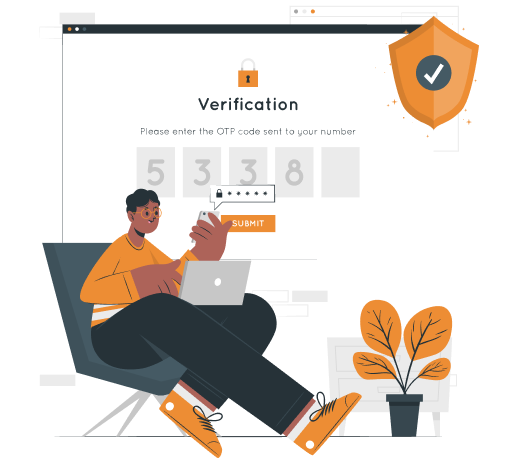 Verification
Please enter the OTP code sent to your number
5 3 3 8
* * * * *
SUBMIT